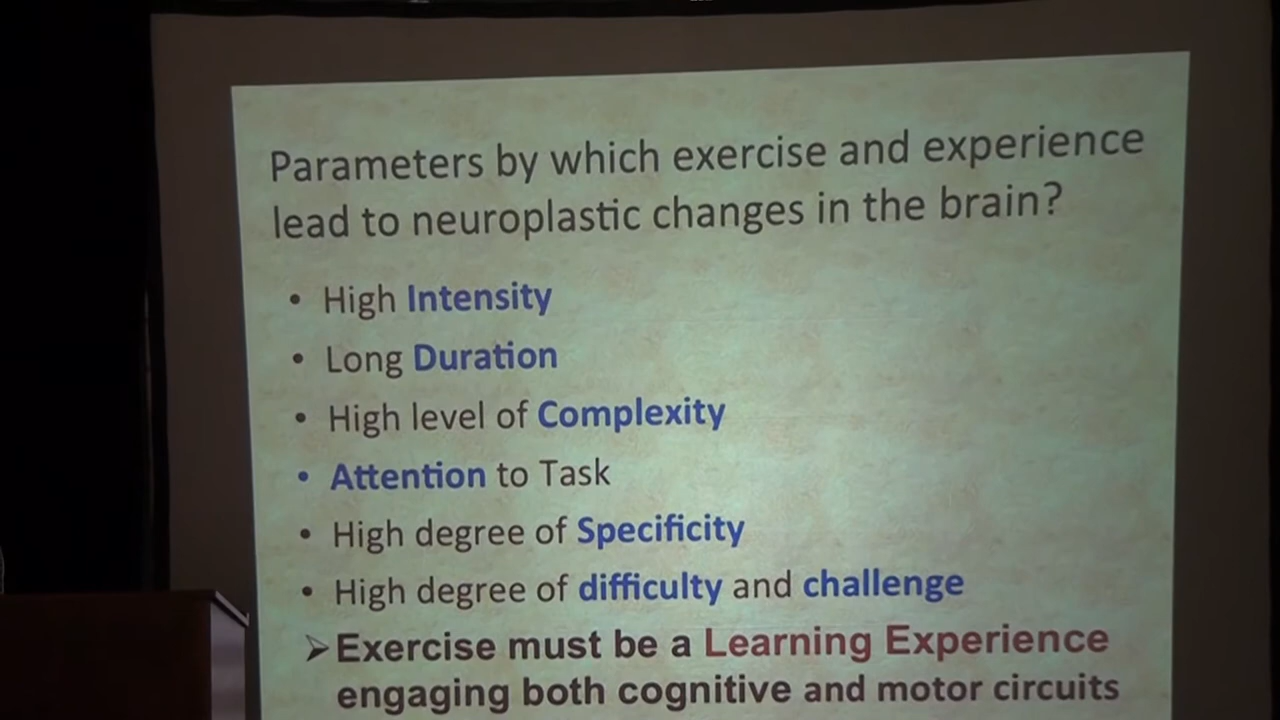 Parameters by which exercise and experience
lead to neuroplastic changes in the brain?
• High Intensity
• Long Duration
• High level of Complexity
• Attention to Task
• High degree of Specificity
• High degree of difficulty and challenge
➢ Exercise must be a Learning Experience
engaging both cognitive and motor circuits